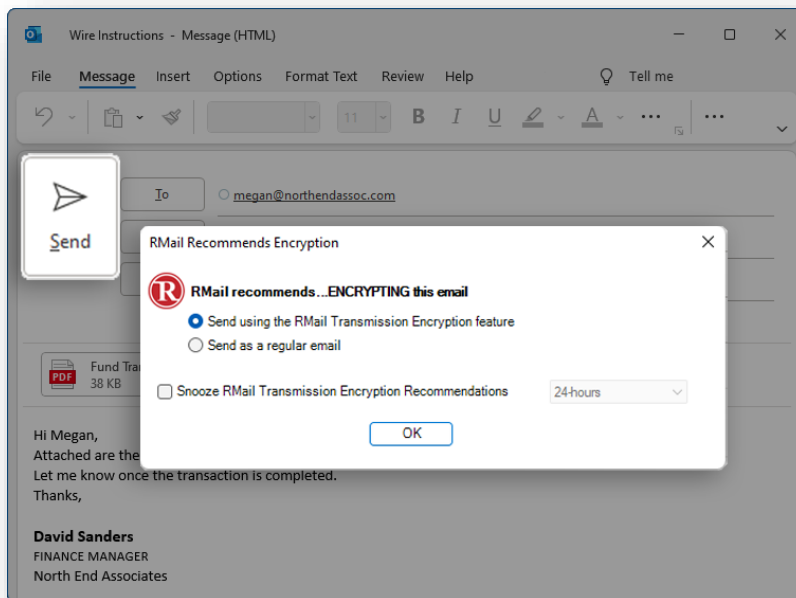 Wire Instructions - Message (HTML)
File Message Insert Options Format Text Review Help Tell me
11 B I U A
To megan@northendassoc.com
Send
RMail Recommends Encryption
R RMail recommends...ENCRYPTING this email
Send using the RMail Transmission Encryption feature
Send as a regular email
Snooze RMail Transmission Encryption Recommendations 24-hours
OK
Fund
PDF 38 KB
Hi Megan,
Attached are the
Let me know once the transaction is completed.
Thanks,
David Sanders
FINANCE MANAGER
North End Associates